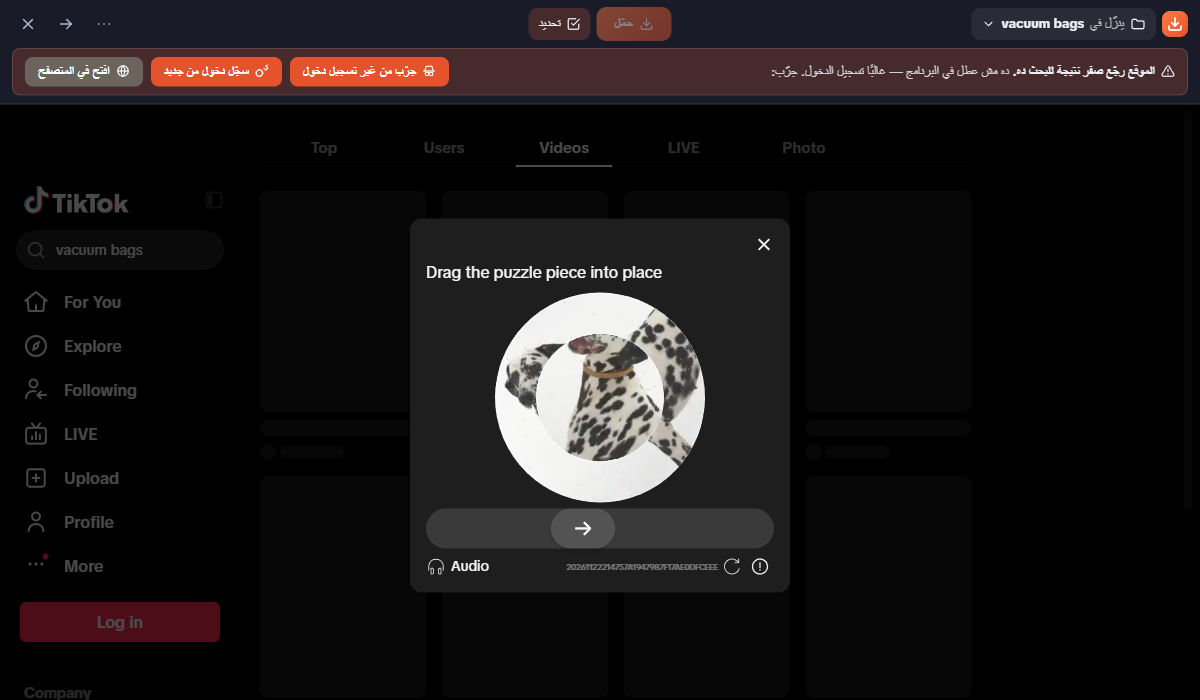 تحديد
حمّل
ينزّل في vacuum bags
الموقع رجّع صفر نتيجة للبحث ده. ده مش عطل في البرنامج — غالبًا تسجيل الدخول. جرّب:
جرّب من غير تسجيل دخول
سجّل دخول من جديد
افتح في المتصفح
Top
Users
Videos
LIVE
Photo
TikTok
vacuum bags
For You
Explore
Following
LIVE
Upload
Profile
More
Log in
Company
Drag the puzzle piece into place
Audio